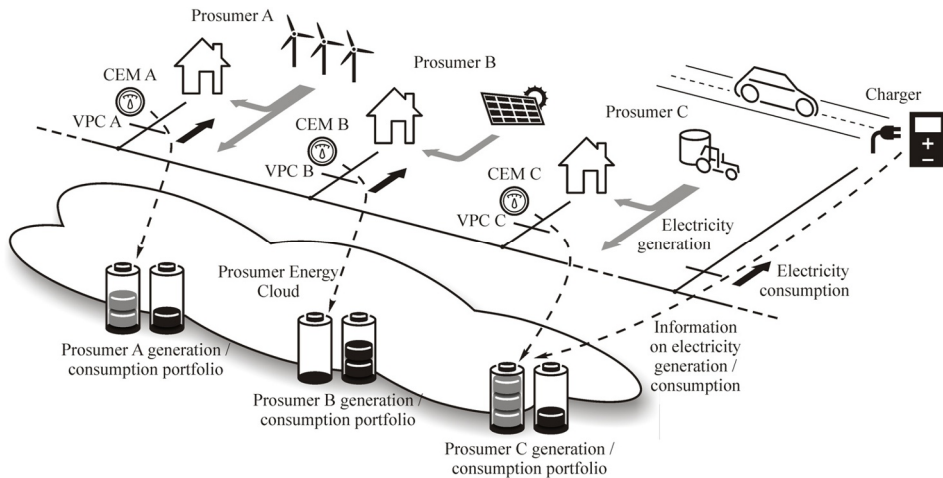 Prosumer A
CEM A
VPC A
Prosumer B
CEM B
VPC B
Prosumer C
CEM C
VPC C
Charger
+
−
Electricity
generation
Electricity
consumption
Prosumer Energy
Cloud
Information
on electricity
generation /
consumption
Prosumer A generation /
consumption portfolio
Prosumer B generation /
consumption portfolio
Prosumer C generation /
consumption portfolio